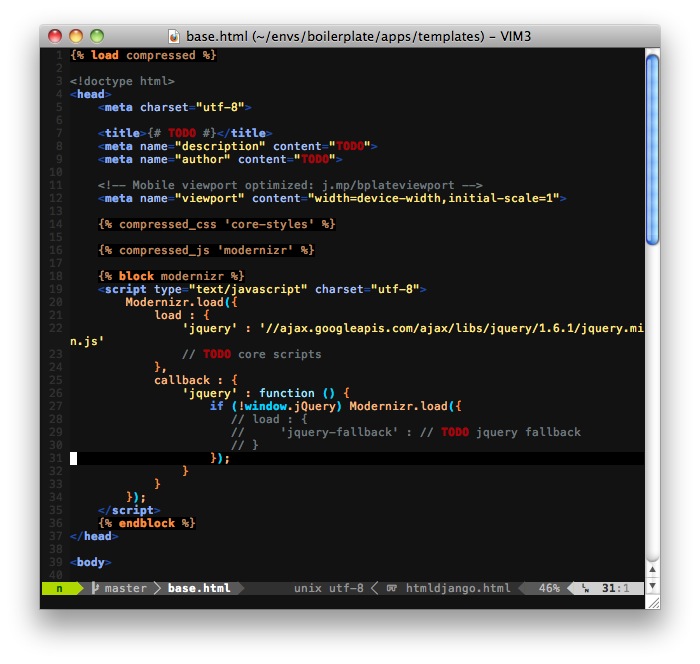 base.html (~/envs/boilerplate/apps/templates) – VIM3
1 {% load compressed %}
2
3 <!doctype html>
4 <head>
5     <meta charset="utf-8">
6
7     <title>{# TODO #}</title>
8     <meta name="description" content="TODO">
9     <meta name="author" content="TODO">
10
11     <!-- Mobile viewport optimized: j.mp/bplateviewport -->
12     <meta name="viewport" content="width=device-width,initial-scale=1">
13
14     {% compressed_css 'core-styles' %}
15
16     {% compressed_js 'modernizr' %}
17
18     {% block modernizr %}
19     <script type="text/javascript" charset="utf-8">
20         Modernizr.load({
21             load : {
22                 'jquery' : '//ajax.googleapis.com/ajax/libs/jquery/1.6.1/jquery.mi
n.js'
23                 // TODO core scripts
24             },
25             callback : {
26                 'jquery' : function () {
27                     if (!window.jQuery) Modernizr.load({
28                        // load : {
29                        //     'jquery-fallback' : // TODO jquery fallback
30                        // }
31                     });
32                 }
33             }
34         });
35     </script>
36     {% endblock %}
37 </head>
38
39 <body>
40
n master base.html unix utf-8 htmldjango.html 46% LN 31:1